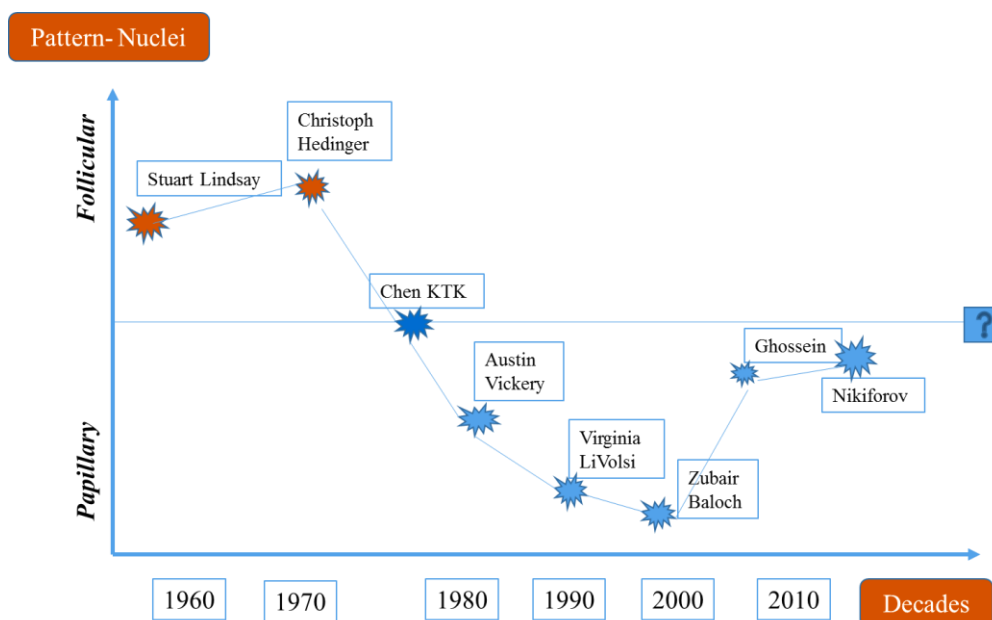 Pattern- Nuclei
Follicular
Christoph
Hedinger
Stuart Lindsay
Chen KTK
?
Ghossein
Austin
Vickery
Nikiforov
Virginia
LiVolsi
Papillary
Zubair
Baloch
1960
1970
1980
1990
2000
2010
Decades